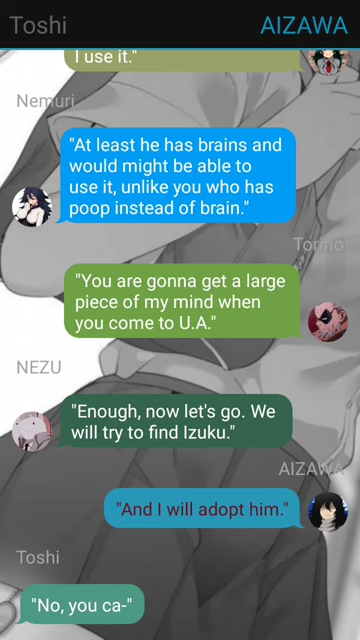 Toshi AIZAWA
I use it."
Nemuri
"At least he has brains and
would might be able to
use it, unlike you who has
poop instead of brain."
Torino
"You are gonna get a large
piece of my mind when
you come to U.A."
NEZU
"Enough, now let's go. We
will try to find Izuku."
AIZAWA
"And I will adopt him."
Toshi
"No, you ca-"